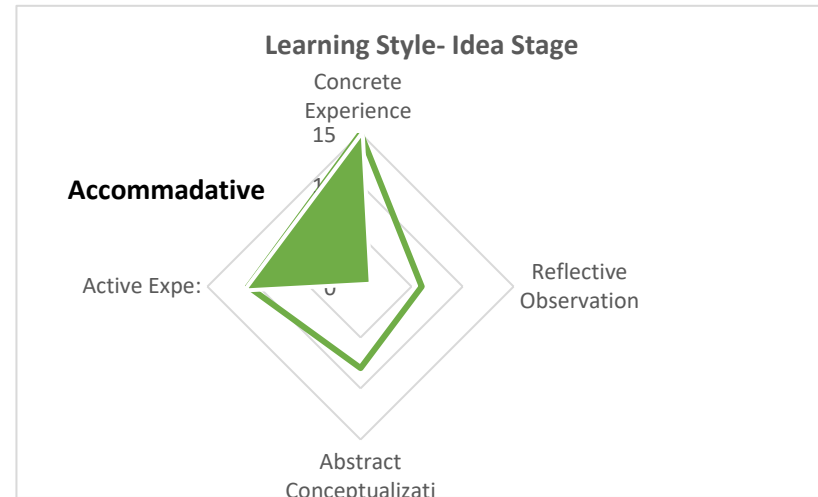 Learning Style- Idea Stage
Concrete
Experience
15
Accommadative
Active Expe:
0
Reflective
Observation
Abstract
Conceptualizati